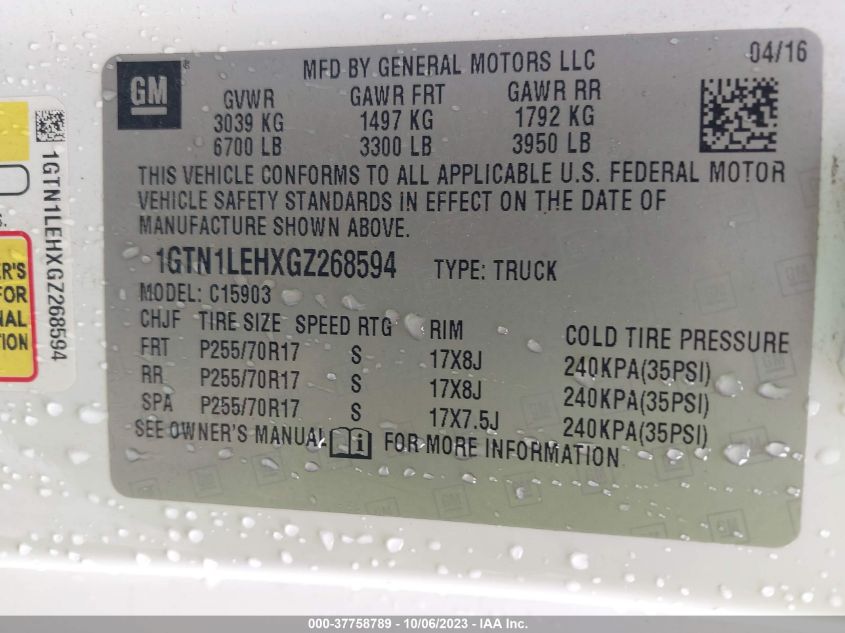 GM
®
MFD BY GENERAL MOTORS LLC
04/16
GVWR GAWR FRT GAWR RR
3039 KG 1497 KG 1792 KG
6700 LB 3300 LB 3950 LB
THIS VEHICLE CONFORMS TO ALL APPLICABLE U.S. FEDERAL MOTOR
VEHICLE SAFETY STANDARDS IN EFFECT ON THE DATE OF
MANUFACTURE SHOWN ABOVE.
1GTN1LEHXGZ268594 TYPE: TRUCK
MODEL: C15903
CHJF TIRE SIZE SPEED RTG RIM COLD TIRE PRESSURE
FRT P255/70R17 S 17X8J 240KPA(35PSI)
RR P255/70R17 S 17X8J 240KPA(35PSI)
SPA P255/70R17 S 17X7.5J 240KPA(35PSI)
SEE OWNER'S MANUAL i FOR MORE INFORMATION
1GTN1LEHXGZ268594
000-37758789 - 10/06/2023 - IAA Inc.